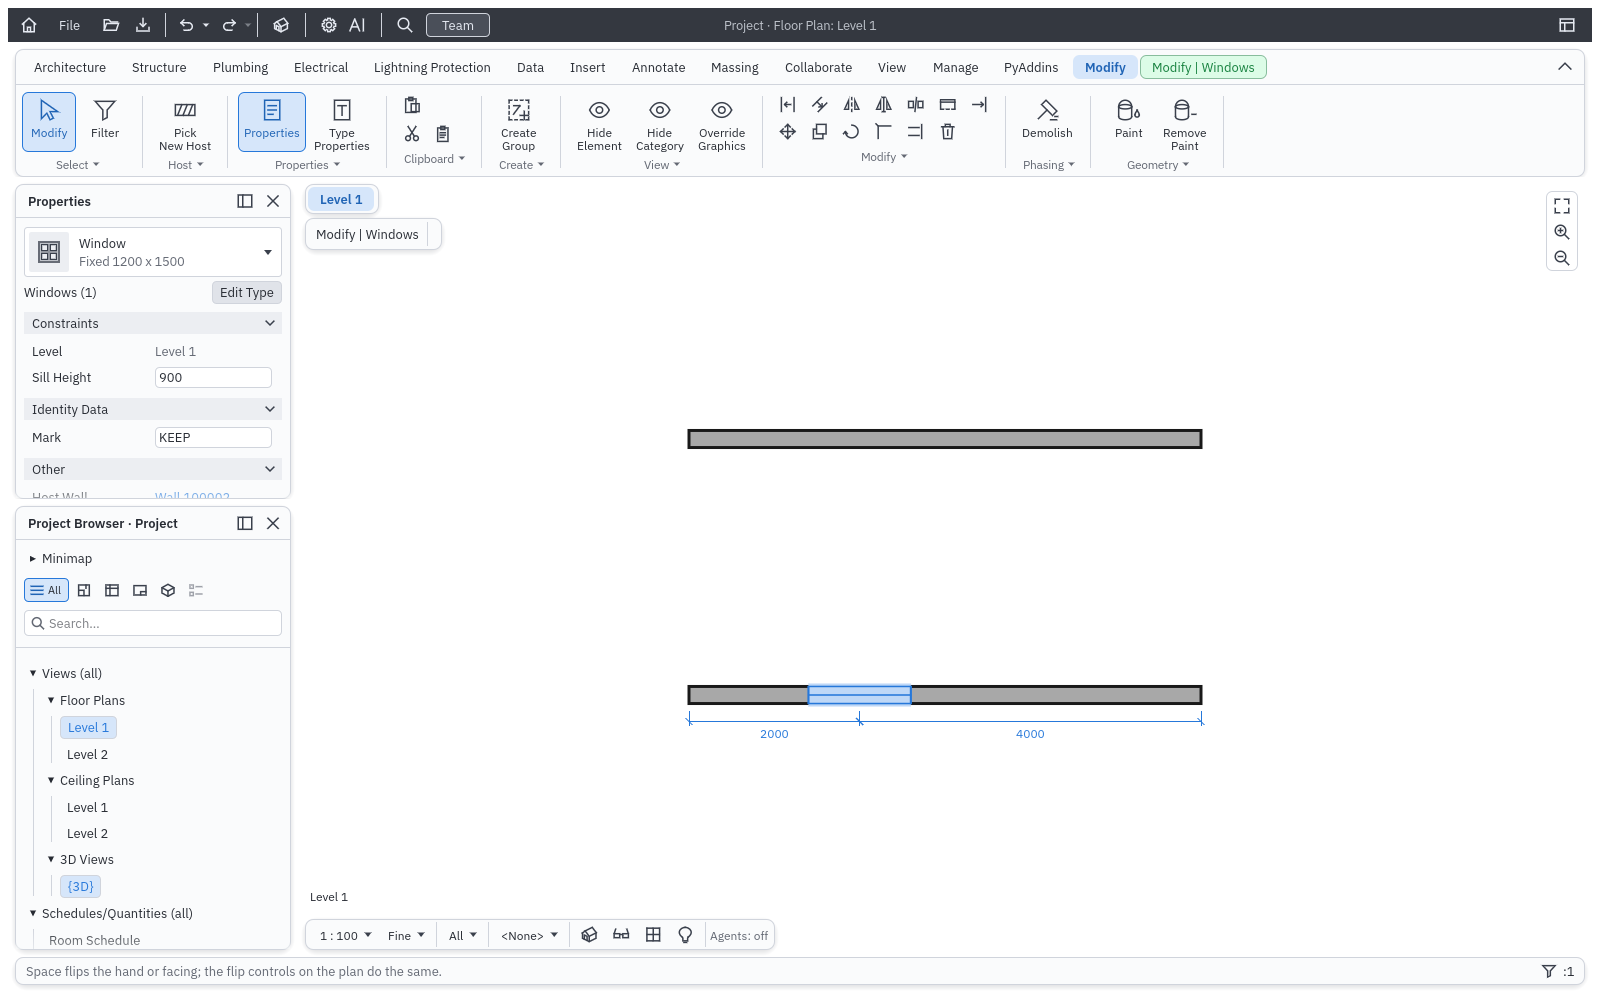 File
AI
Team
Project · Floor Plan: Level 1
Architecture
Structure
Plumbing
Electrical
Lightning Protection
Data
Insert
Annotate
Massing
Collaborate
View
Manage
PyAddins
Modify
Modify | Windows
Modify
Filter
Select
Pick
New Host
Host
Properties
Type
Properties
Properties
Clipboard
Create
Group
Create
Hide
Element
Hide
Category
Override
Graphics
View
Modify
Demolish
Phasing
Paint
Remove
Paint
Geometry
Properties
Window
Fixed 1200 x 1500
Windows (1)
Edit Type
Constraints
Level
Level 1
Sill Height
900
Identity Data
Mark
KEEP
Other
Host Wall
Wall 100002
Project Browser · Project
Minimap
All
Search...
Views (all)
Floor Plans
Level 1
Level 2
Ceiling Plans
Level 1
Level 2
3D Views
{3D}
Schedules/Quantities (all)
Room Schedule
Level 1
Modify | Windows
2000
4000
Level 1
1 : 100
Fine
All
<None>
Agents: off
Space flips the hand or facing; the flip controls on the plan do the same.
:1